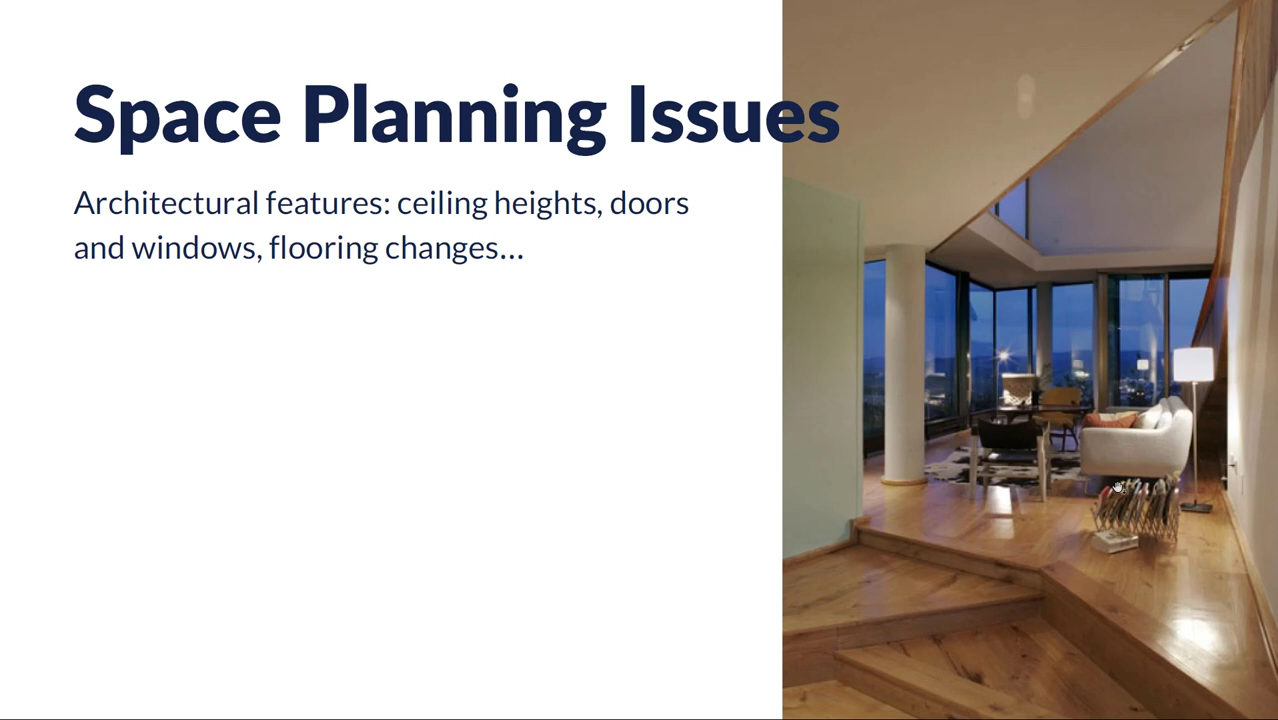 Space Planning Issues
Architectural features: ceiling heights, doors
and windows, flooring changes…